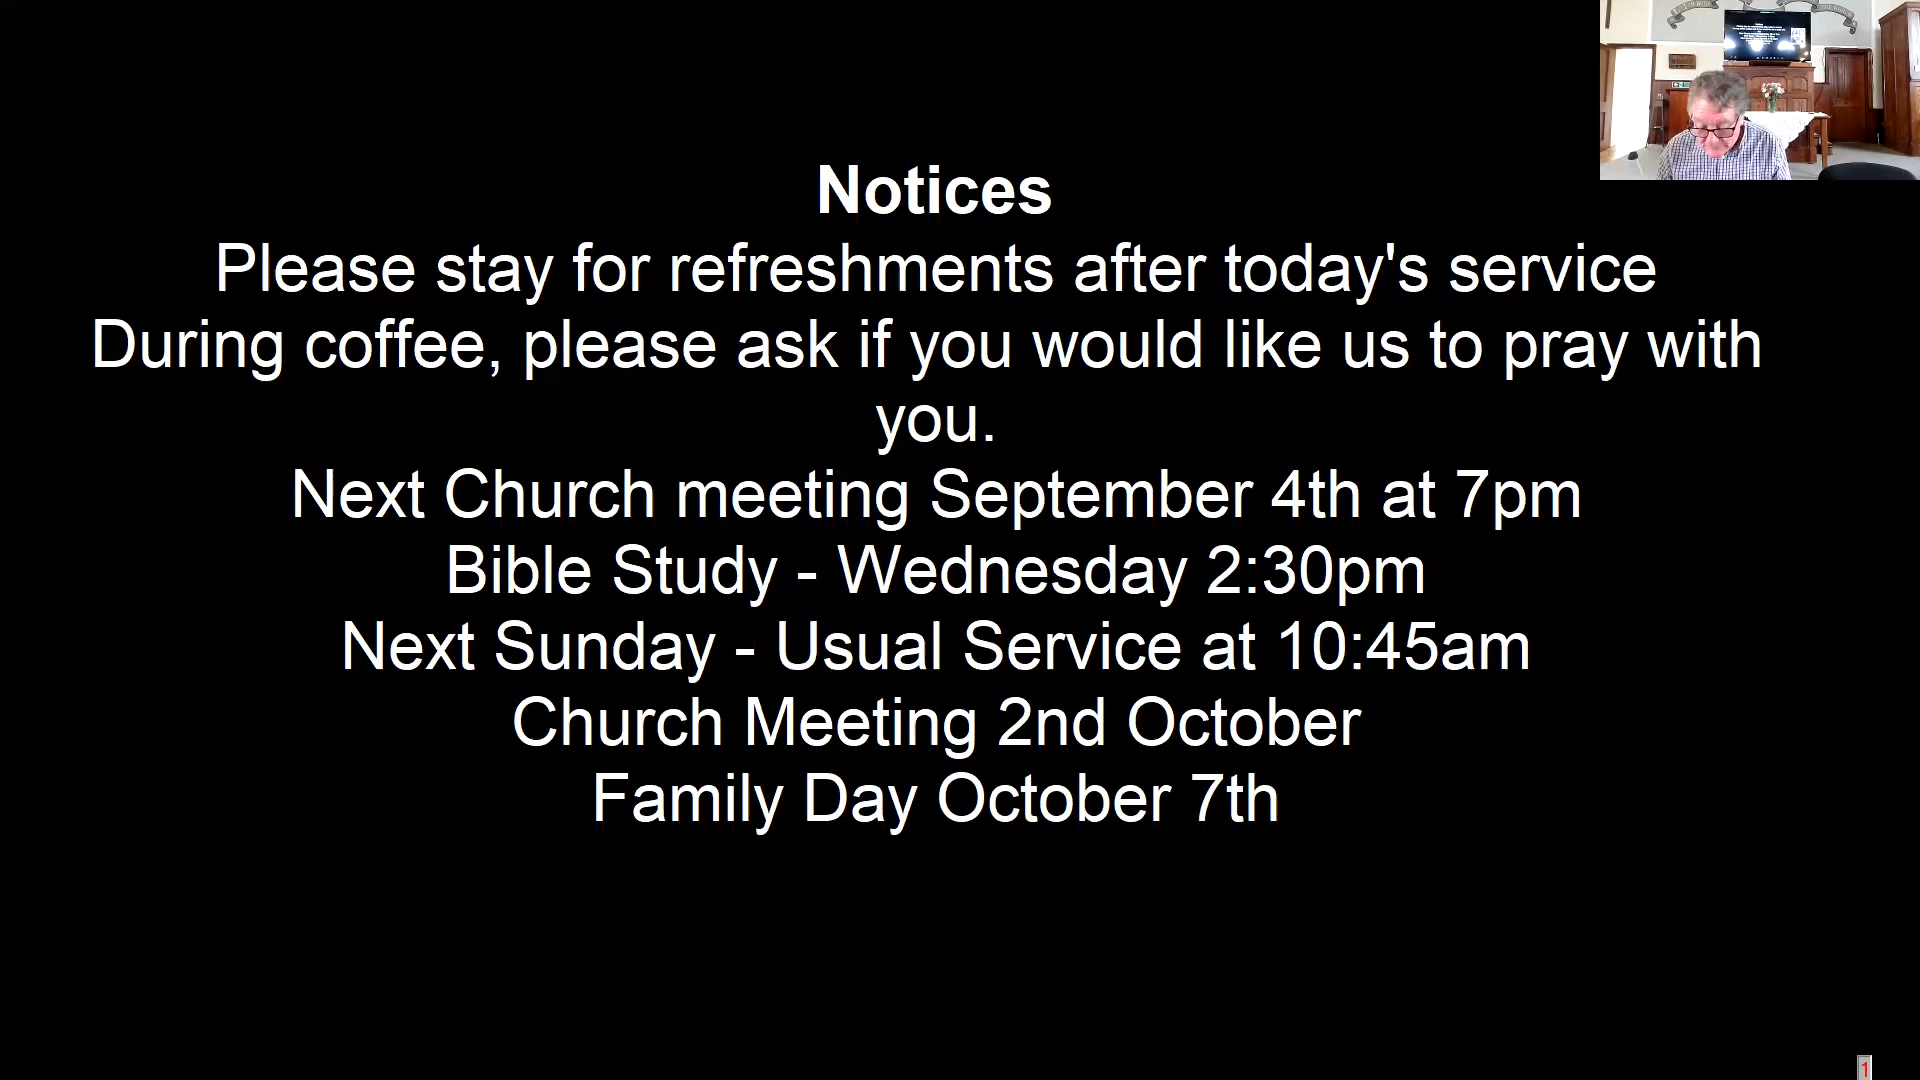 Notices
Please stay for refreshments after today's service
During coffee, please ask if you would like us to pray with
you.
Next Church meeting September 4th at 7pm
Bible Study - Wednesday 2:30pm
Next Sunday - Usual Service at 10:45am
Church Meeting 2nd October
Family Day October 7th
1